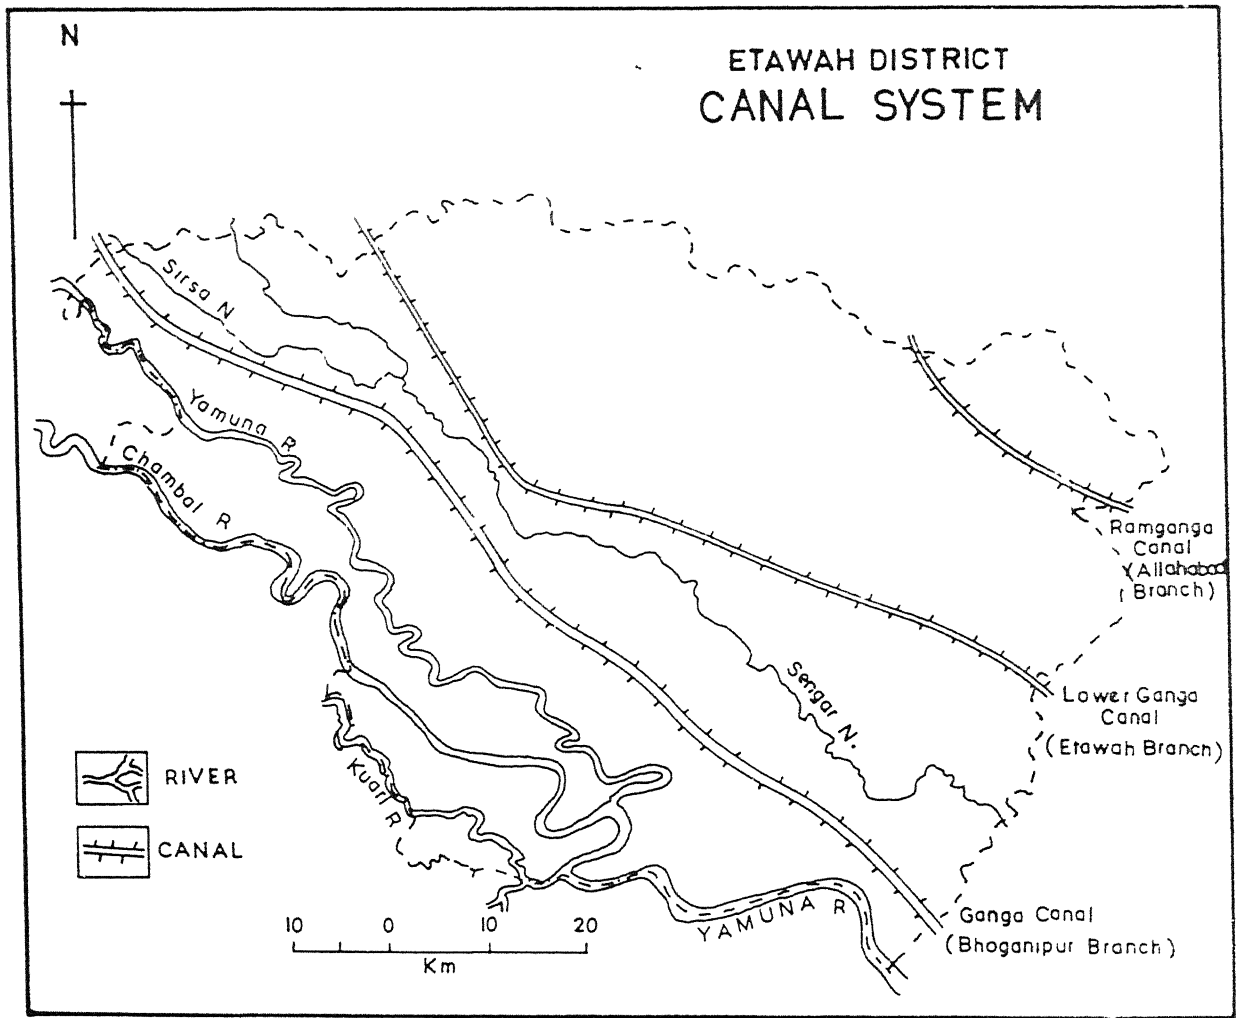 N
ETAWAH DISTRICT
CANAL SYSTEM
Sirsa N
Yamuna R
Chambal R
Ramganga
Canal
(Allahabad
Branch)
Sengar N.
Lower Ganga
Canal
(Etawah Branch)
RIVER
Kuari R
CANAL
YAMUNA R
Ganga Canal
(Bhoganipur Branch)
10 0 10 20
Km